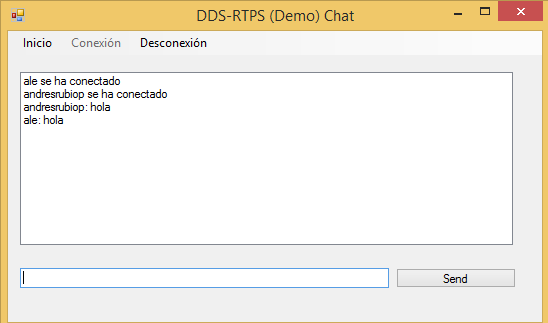 DDS-RTPS (Demo) Chat
Inicio Conexión Desconexión
ale se ha conectado
andresrubiop se ha conectado
andresrubiop: hola
ale: hola
Send